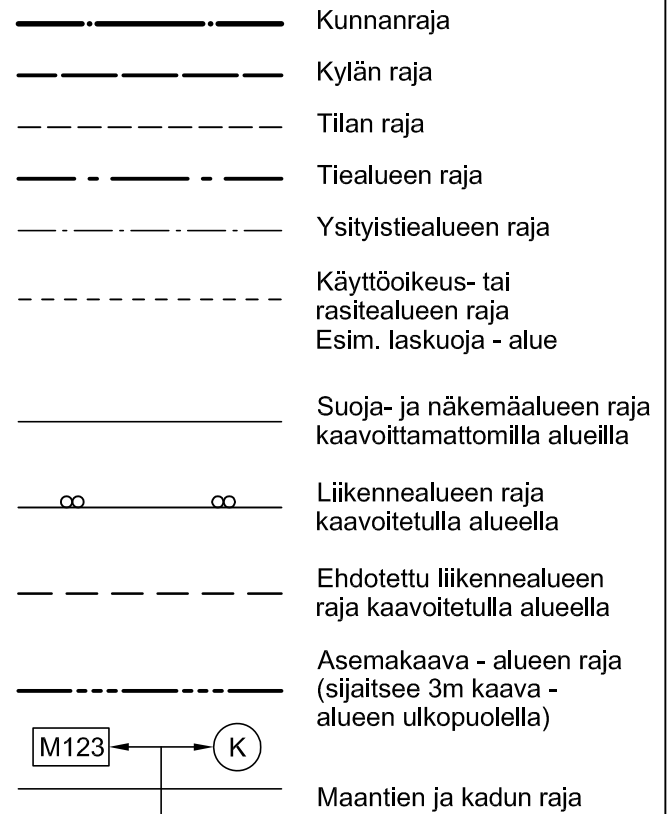 Kunnanraja
Kylän raja
Tilan raja
Tiealueen raja
Ysityistiealueen raja
Käyttöoikeus- tai
rasitealueen raja
Esim. laskuoja - alue
Suoja- ja näkemäalueen raja
kaavoittamattomilla alueilla
Liikennealueen raja
kaavoitetulla alueella
Ehdotettu liikennealueen
raja kaavoitetulla alueella
Asemakaava - alueen raja
(sijaitsee 3m kaava -
alueen ulkopuolella)
M123 K
Maantien ja kadun raja